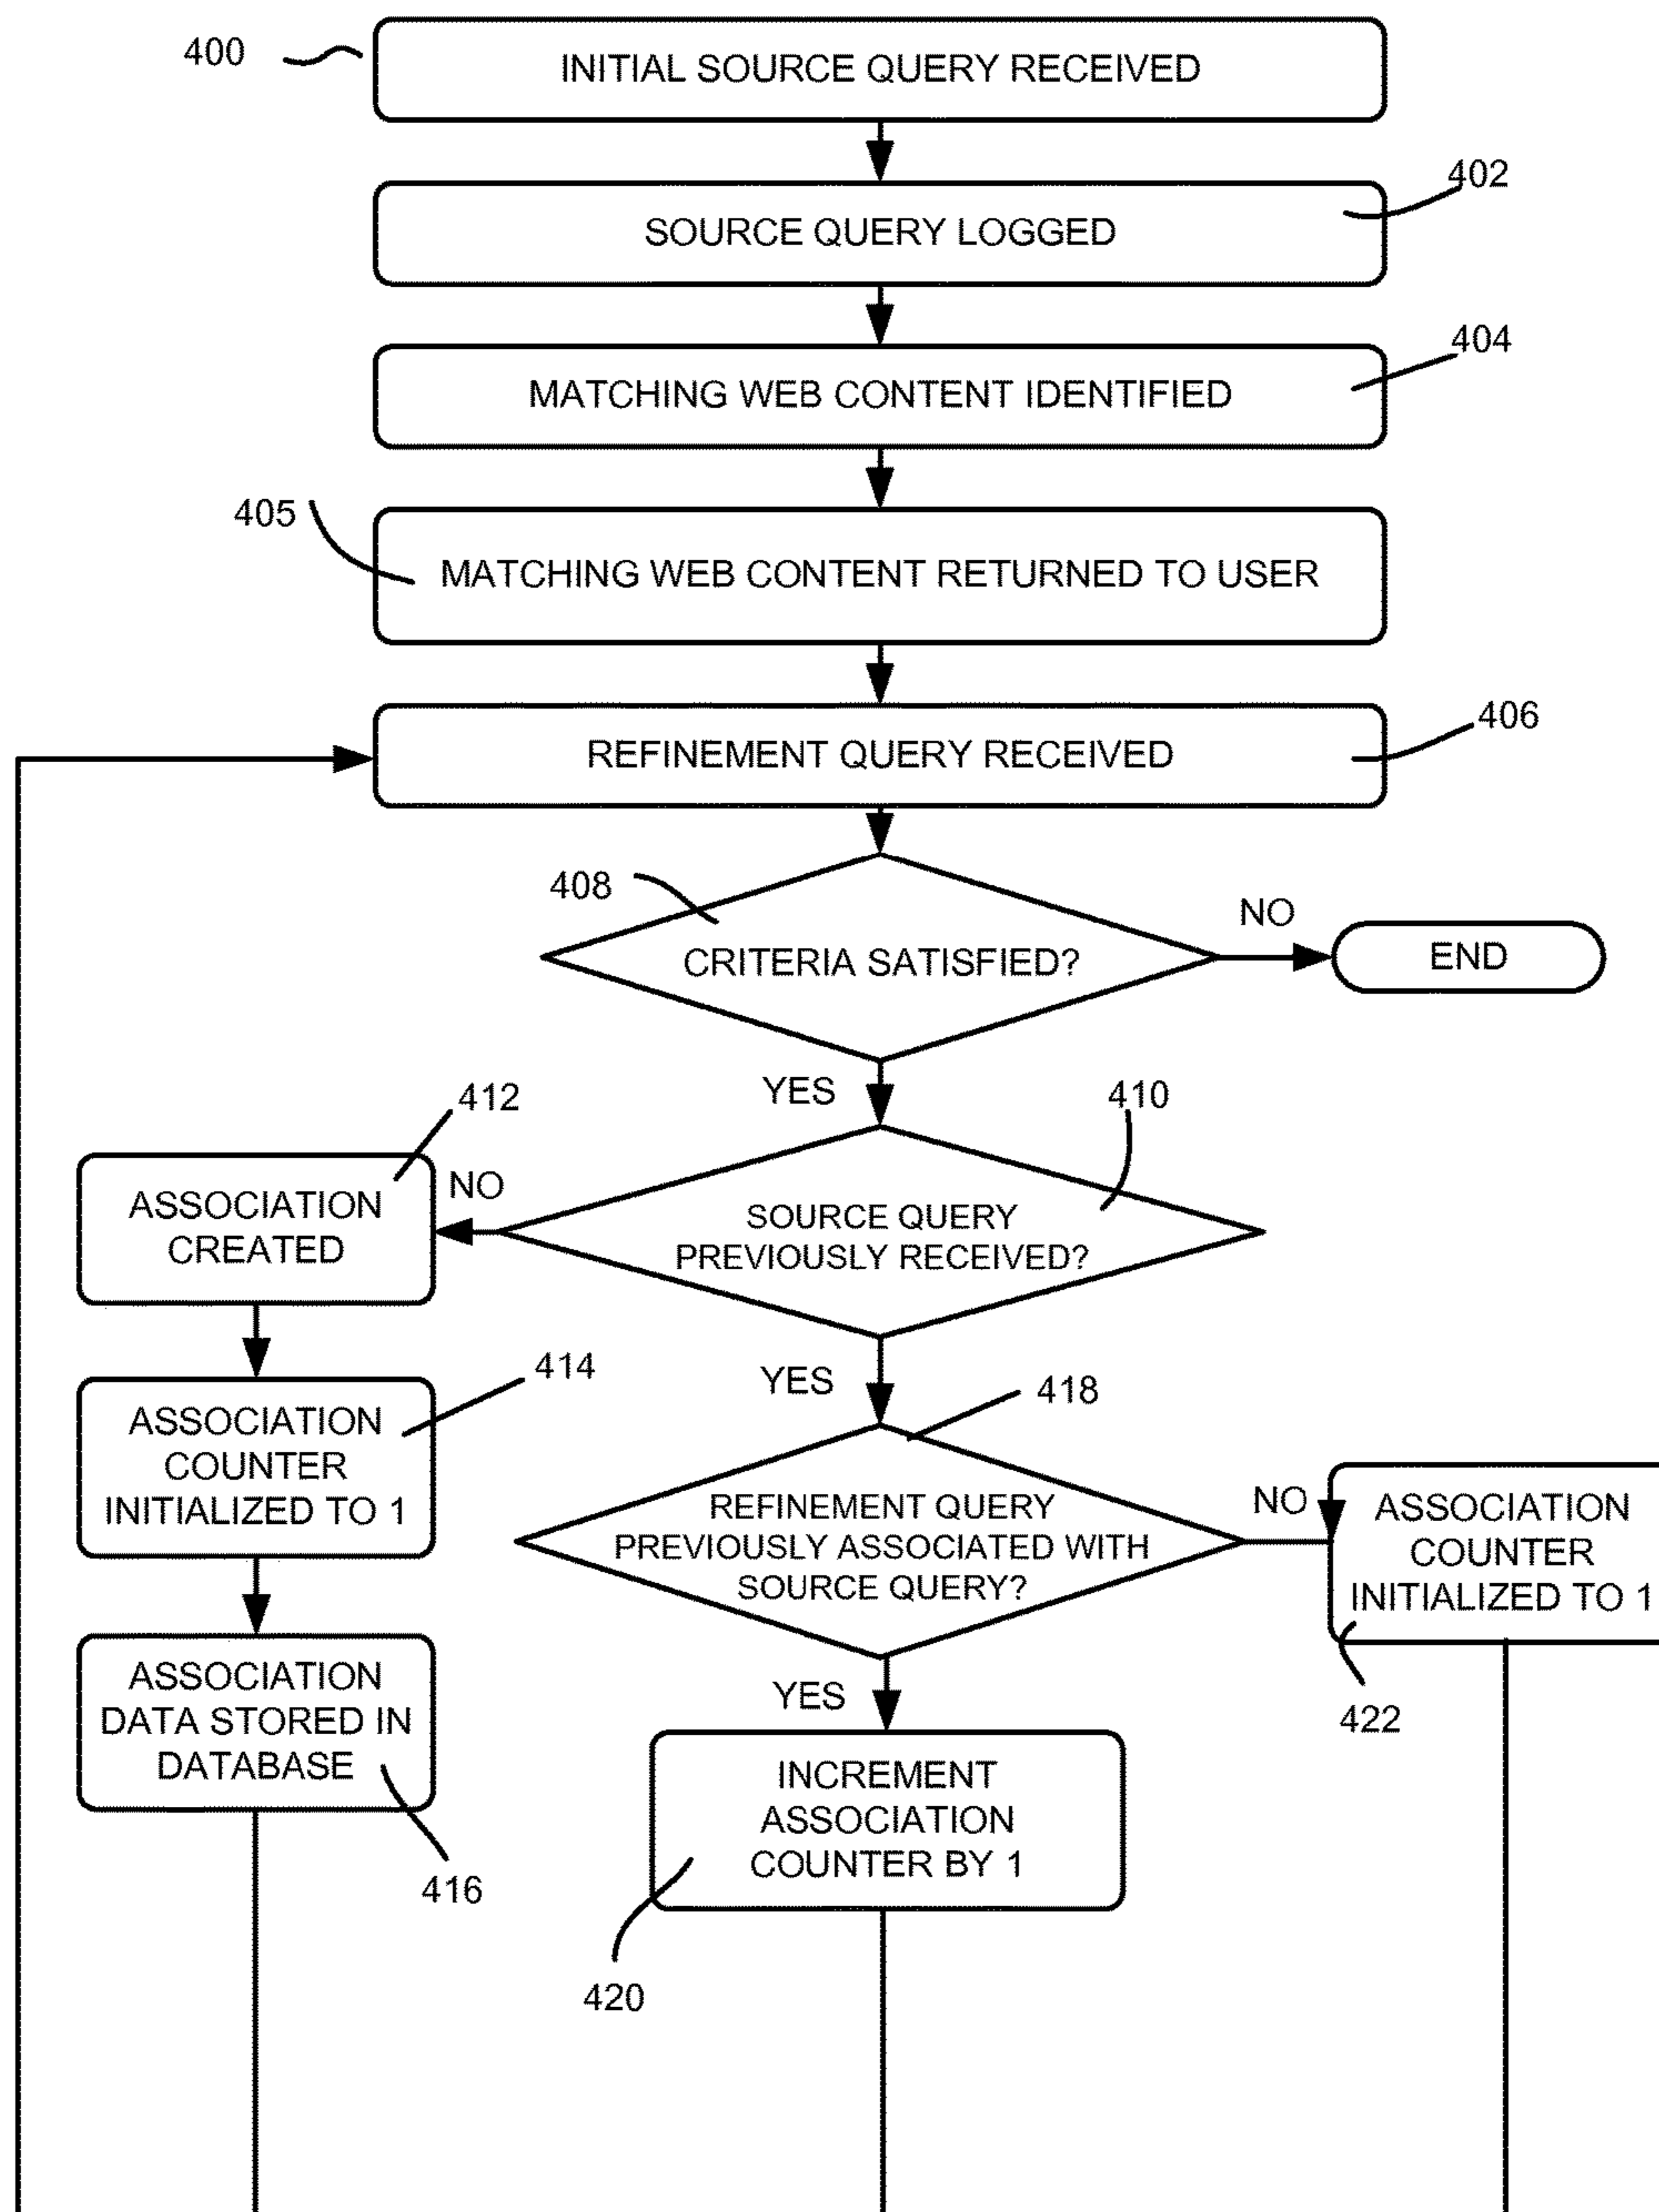 400
INITIAL SOURCE QUERY RECEIVED
402
SOURCE QUERY LOGGED
404
MATCHING WEB CONTENT IDENTIFIED
405
MATCHING WEB CONTENT RETURNED TO USER
406
REFINEMENT QUERY RECEIVED
408
CRITERIA SATISFIED?
NO
END
YES
410
SOURCE QUERY
PREVIOUSLY RECEIVED?
NO
412
ASSOCIATION
CREATED
414
ASSOCIATION
COUNTER
INITIALIZED TO 1
416
ASSOCIATION
DATA STORED IN
DATABASE
YES
418
REFINEMENT QUERY
PREVIOUSLY ASSOCIATED WITH
SOURCE QUERY?
NO
ASSOCIATION
COUNTER
INITIALIZED TO 1
422
YES
INCREMENT
ASSOCIATION
COUNTER BY 1
420